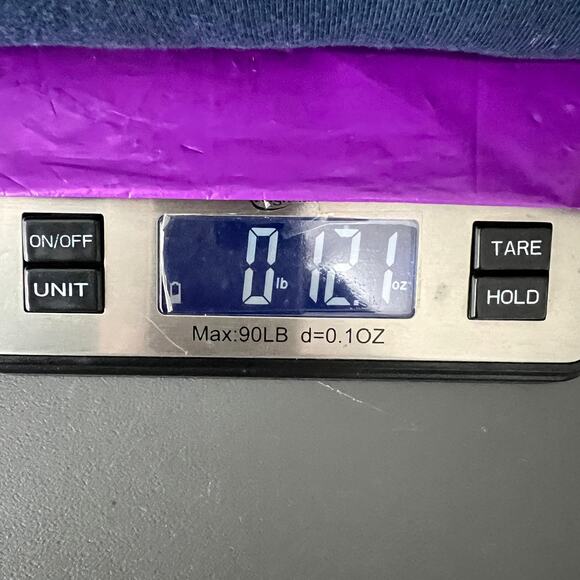 ON/OFF
UNIT
0 lb 12.1 oz
TARE
HOLD
Max:90LB d=0.1OZ